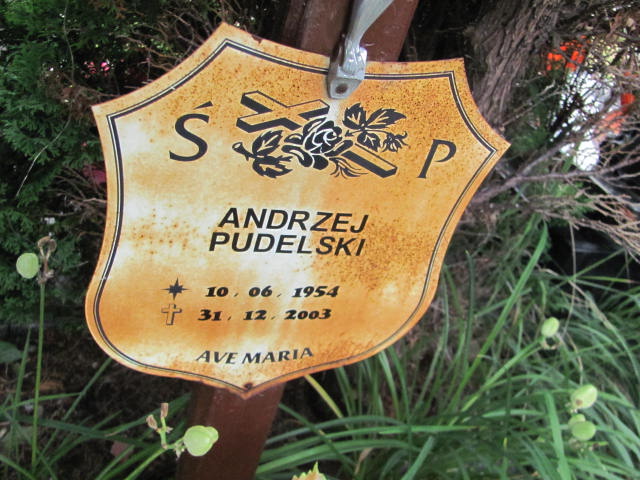 Ś P
ANDRZEJ
PUDELSKI
10. 06. 1954
31. 12. 2003
AVE MARIA